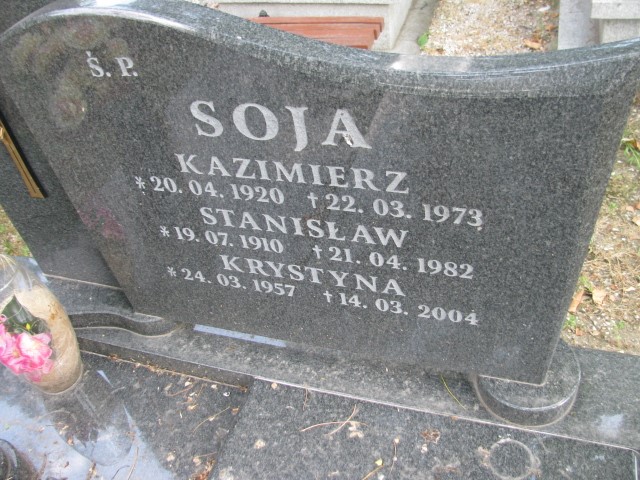 Ś. P.
SOJA
KAZIMIERZ
* 20. 04. 1920 † 22. 03. 1973
STANISŁAW
* 19. 07. 1910 † 21. 04. 1982
KRYSTYNA
* 24. 03. 1957 † 14. 03. 2004